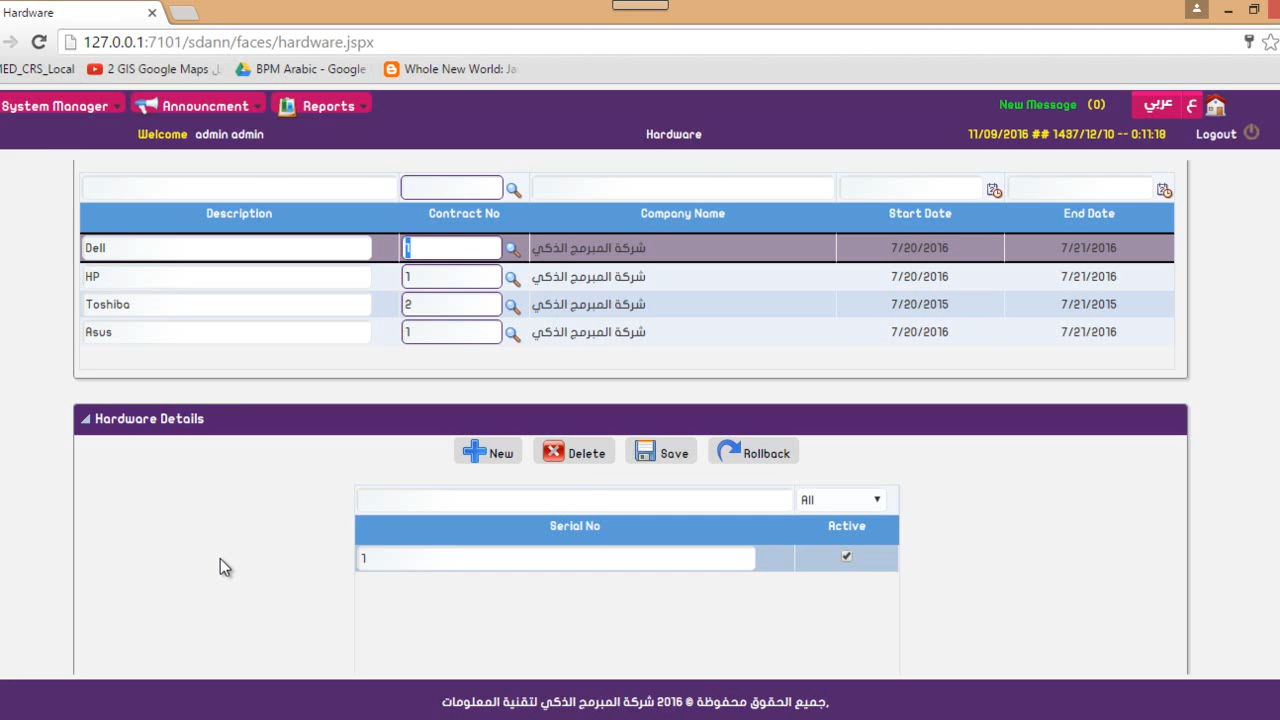 Hardware
127.0.0.1:7101/sdann/faces/hardware.jspx
MED_CRS_Local 2 GIS Google Maps BPM Arabic - Google Whole New World: Ja
System Manager Announcment Reports New Message (0) عربي ع
Welcome admin admin Hardware 11/09/2016 ## 1437/12/10 -- 0:11:18 Logout
Description Contract No Company Name Start Date End Date
Dell 1 شركة المبرمج الذكي 7/20/2016 7/21/2016
HP 1 شركة المبرمج الذكي 7/20/2016 7/21/2016
Toshiba 2 شركة المبرمج الذكي 7/20/2015 7/21/2015
Asus 1 شركة المبرمج الذكي 7/20/2016 7/21/2016
Hardware Details
New Delete Save Rollback
All
Serial No Active
1
جميع الحقوق محفوظة © 2016 شركة المبرمج الذكي لتقنية المعلومات,